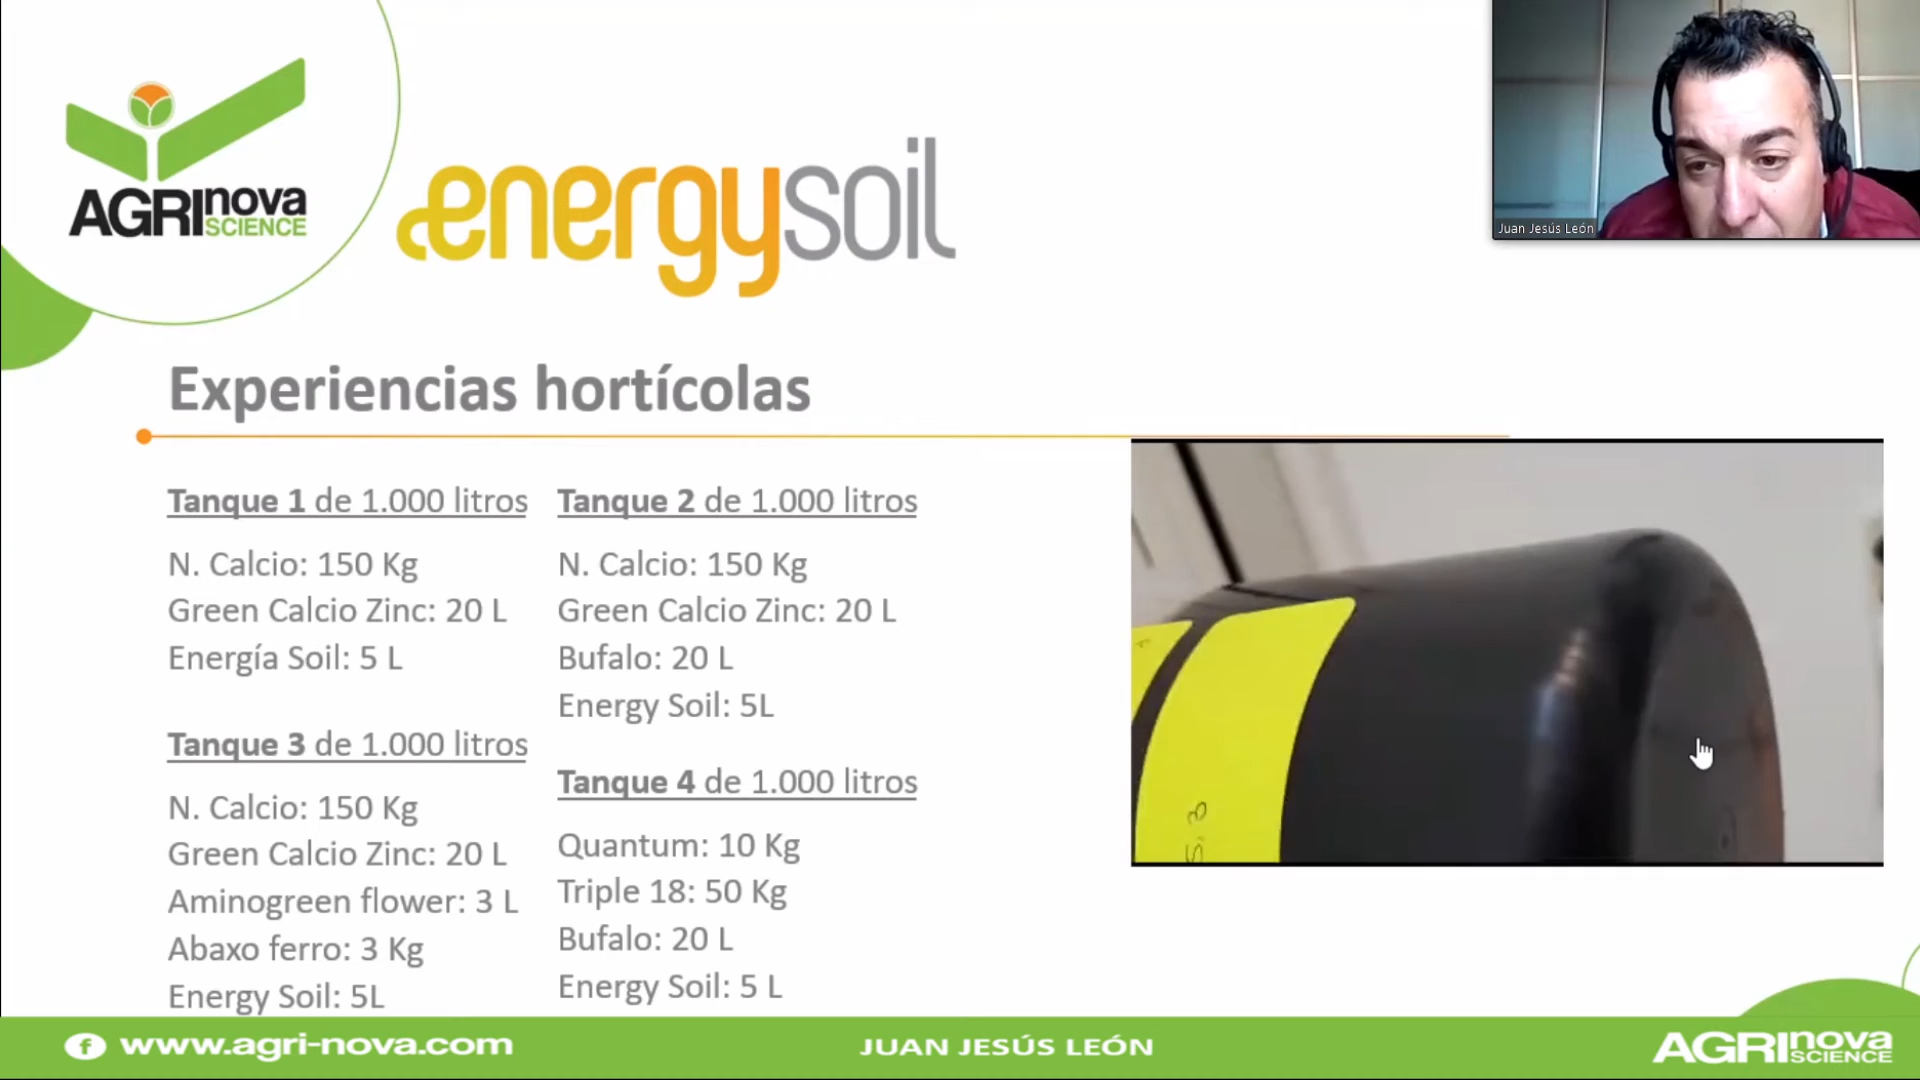 AGRInova
SCIENCE
energysoil
Juan Jesús León
Experiencias hortícolas
Tanque 1 de 1.000 litros
N. Calcio: 150 Kg
Green Calcio Zinc: 20 L
Energía Soil: 5 L
Tanque 2 de 1.000 litros
N. Calcio: 150 Kg
Green Calcio Zinc: 20 L
Bufalo: 20 L
Energy Soil: 5L
Tanque 3 de 1.000 litros
N. Calcio: 150 Kg
Green Calcio Zinc: 20 L
Aminogreen flower: 3 L
Abaxo ferro: 3 Kg
Energy Soil: 5L
Tanque 4 de 1.000 litros
Quantum: 10 Kg
Triple 18: 50 Kg
Bufalo: 20 L
Energy Soil: 5 L
f www.agri-nova.com
JUAN JESÚS LEÓN
AGRInova
SCIENCE